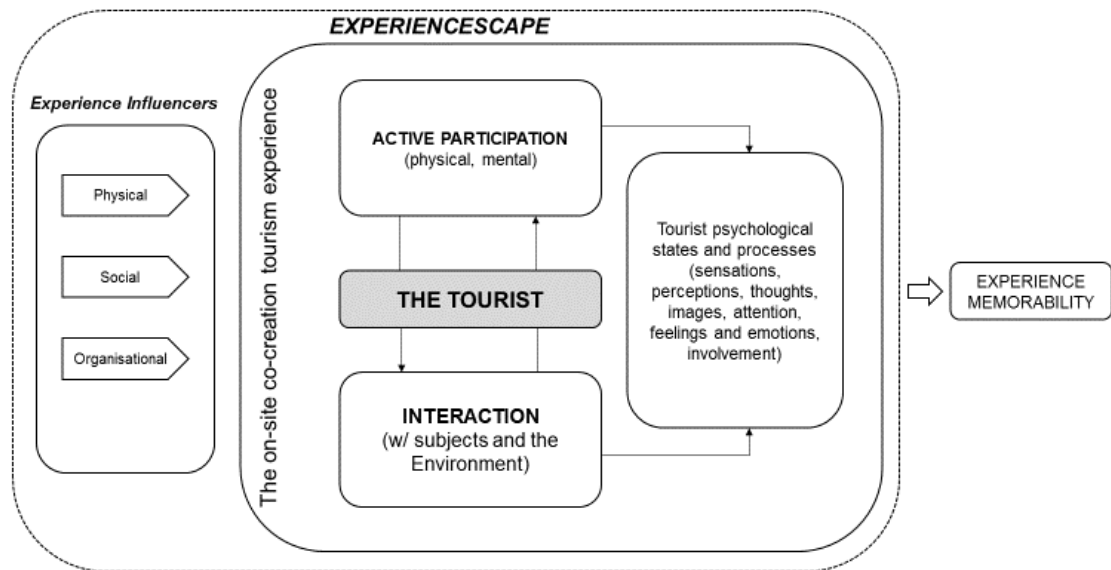 EXPERIENCESCAPE
Experience Influencers
Physical
Social
Organisational
The on-site co-creation tourism experience
ACTIVE PARTICIPATION
(physical, mental)
THE TOURIST
INTERACTION
(w/ subjects and the
Environment)
Tourist psychological
states and processes
(sensations,
perceptions, thoughts,
images, attention,
feelings and emotions,
involvement)
EXPERIENCE
MEMORABILITY